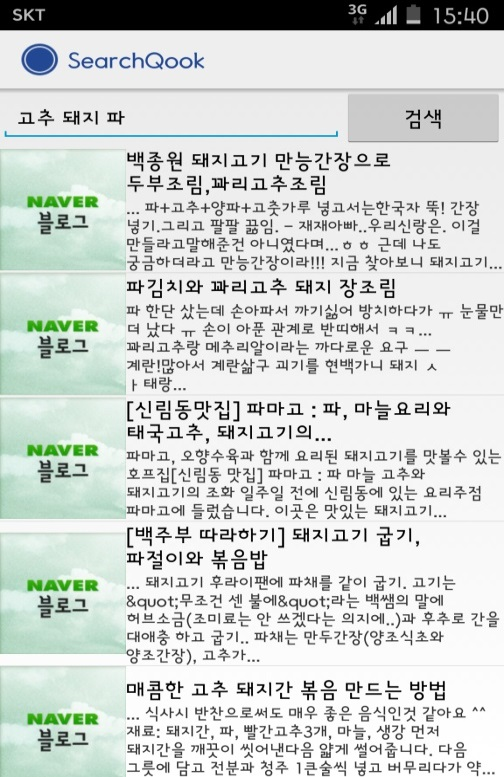 SKT 3G 15:40
SearchQook
고추 돼지 파 검색
NAVER
블로그
백종원 돼지고기 만능간장으로
두부조림,꽈리고추조림
... 파+고추+양파+고춧가루 넣고서는한국자 뚝! 간장
넣기.그리고 팔팔 끓임. - 재재아빠..우리신랑은. 이걸
만들라고말해준건 아니였다며...ㅎㅎ 근데 나도
궁금하더라고 만능간장이라!!! 지금 찾아보니 돼지고기...
NAVER
블로그
파김치와 꽈리고추 돼지 장조림
파 한단 샀는데 손아파서 까기싫어 방치하다가 ㅠ 눈물만
더 났다 ㅠ 손이 아픈 관계로 반띠해서 ㅋㅋ...
꽈리고추랑 메추리알이라는 까다로운 요구 ㅡ ㅡ
계란!많아서 계란삶구 괴기를 현백가니 돼지 ㅅ
ㅏ태랑...
NAVER
블로그
[신림동맛집] 파마고 : 파, 마늘요리와
태국고추, 돼지고기의...
파마고, 오향수육과 함께 요리된 돼지고기를 맛볼수 있는
호프집[신림동 맛집] 파마고 : 파 마늘 고추와
돼지고기의 조화 일주일 전에 신림동에 있는 요리주점
파마고에 들렀습니다. 이곳은 맛있는 돼지고기...
NAVER
블로그
[백주부 따라하기] 돼지고기 굽기,
파절이와 볶음밥
... 돼지고기 후라이팬에 파채를 같이 굽기. 고기는
&quot;무조건 센 불에&quot;라는 백쌤의 말에
허브소금(조미료는 안 쓰겠다는 의지에..)과 후추로 간을
대애충 하고 굽기.. 파채는 만두간장(양조식초와
양조간장), 고추가...
NAVER
블로그
매콤한 고추 돼지간 볶음 만드는 방법
... 식사시 반찬으로써도 매우 좋은 음식인것 같아요 ^^
재료: 돼지간, 파, 빨간고추3개, 마늘, 생강 먼저
돼지간을 깨끗이 씻어낸다음 얇게 썰어줍니다. 다음
그릇에 담고 전분과 청주 1큰술씩 넣고 버무리다가 약...